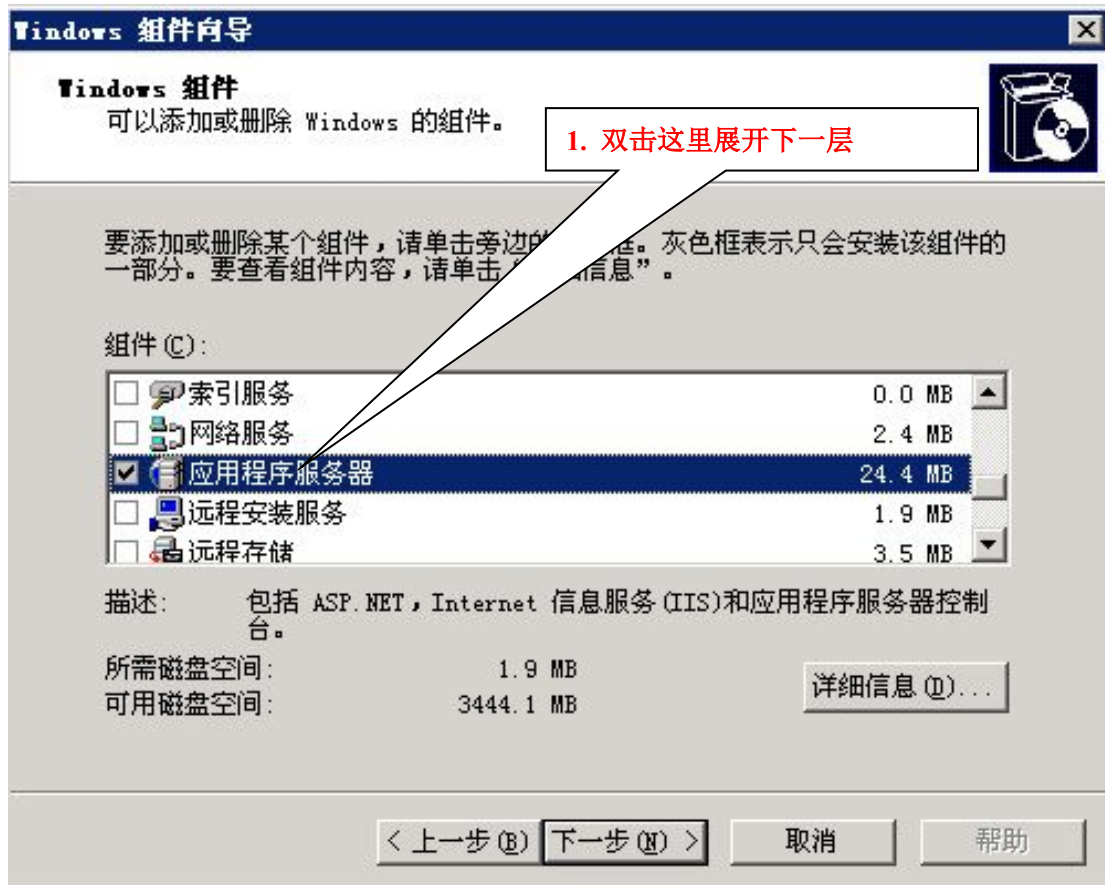 Windows 组件向导
Windows 组件
可以添加或删除 Windows 的组件。
1. 双击这里展开下一层
要添加或删除某个组件，请单击旁边的 框。灰色框表示只会安装该组件的
一部分。要查看组件内容，请单击 信息”。
组件(C):
索引服务 0.0 MB
网络服务 2.4 MB
应用程序服务器 24.4 MB
远程安装服务 1.9 MB
远程存储 3.5 MB
描述: 包括 ASP.NET，Internet 信息服务(IIS)和应用程序服务器控制
台。
所需磁盘空间: 1.9 MB
可用磁盘空间: 3444.1 MB
详细信息(D)...
< 上一步(B) 下一步(N) > 取消 帮助